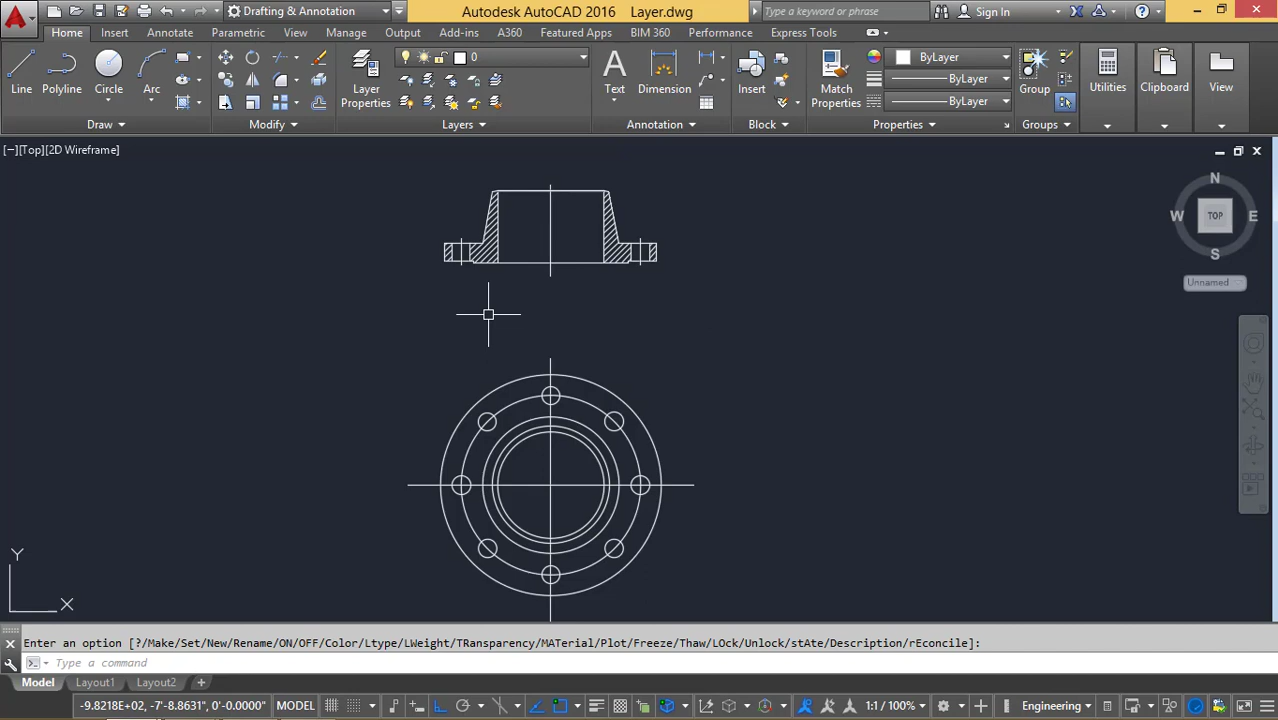 Autodesk AutoCAD 2016 Layer.dwg
Drafting & Annotation
Type a keyword or phrase
Sign In
Home Insert Annotate Parametric View Manage Output Add-ins A360 Featured Apps BIM 360 Performance Express Tools
0
ByLayer
ByLayer
ByLayer
Line Polyline Circle Arc
Layer Properties
Text Dimension
Insert
Match Properties
Group
Utilities Clipboard View
Draw Modify Layers Annotation Block Properties Groups
[−][Top][2D Wireframe]
N
W TOP E
S
Unnamed
Y
X
Enter an option [?/Make/Set/New/Rename/ON/OFF/Color/Ltype/LWeight/TRansparency/MATerial/Plot/Freeze/Thaw/LOck/Unlock/stAte/Description/rEconcile]:
Type a command
Model Layout1 Layout2 +
-9.8218E+02, -7'-8.8631", 0'-0.0000" MODEL
1:1 / 100%
Engineering